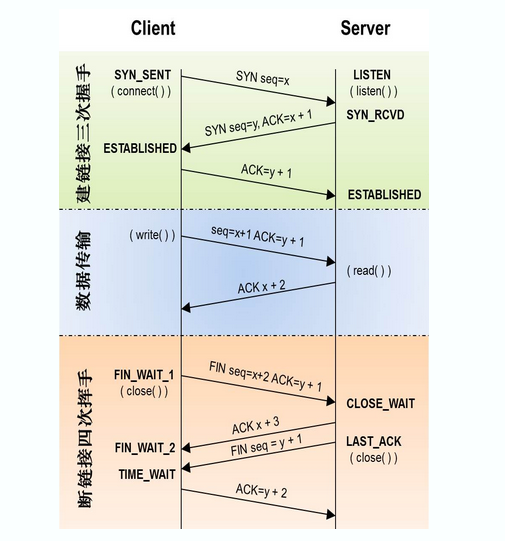 Client
Server
建链接三次握手
SYN_SENT
( connect( ) )
SYN seq=x
LISTEN
( listen( ) )
SYN_RCVD
SYN seq=y, ACK=x + 1
ESTABLISHED
ACK=y + 1
ESTABLISHED
数据传输
( write( ) )
seq=x+1 ACK=y + 1
( read( ) )
ACK x + 2
断链接四次挥手
FIN_WAIT_1
( close( ) )
FIN seq=x+2 ACK=y + 1
CLOSE_WAIT
ACK x + 3
FIN_WAIT_2
FIN seq = y + 1
LAST_ACK
( close( ) )
TIME_WAIT
ACK=y + 2